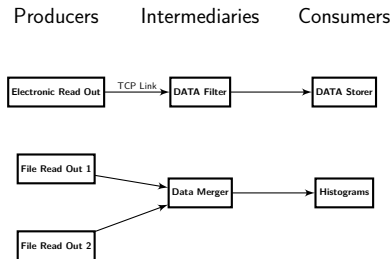 Producers Intermediaries Consumers
TCP Link
Electronic Read Out DATA Filter DATA Storer
File Read Out 1
Data Merger Histograms
File Read Out 2